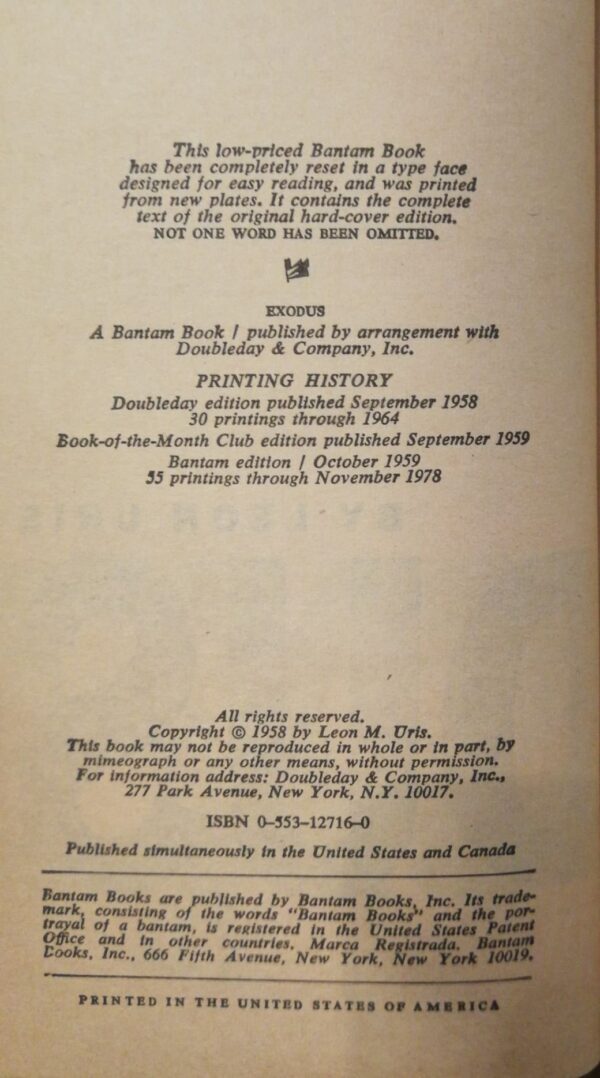 This low-priced Bantam Book
has been completely reset in a type face
designed for easy reading, and was printed
from new plates. It contains the complete
text of the original hard-cover edition.
NOT ONE WORD HAS BEEN OMITTED.
EXODUS
A Bantam Book / published by arrangement with
Doubleday & Company, Inc.
PRINTING HISTORY
Doubleday edition published September 1958
30 printings through 1964
Book-of-the-Month Club edition published September 1959
Bantam edition / October 1959
55 printings through November 1978
All rights reserved.
Copyright © 1958 by Leon M. Uris.
This book may not be reproduced in whole or in part, by
mimeograph or any other means, without permission.
For information address: Doubleday & Company, Inc.,
277 Park Avenue, New York, N.Y. 10017.
ISBN 0-553-12716-0
Published simultaneously in the United States and Canada
Bantam Books are published by Bantam Books, Inc. Its trade-
mark, consisting of the words "Bantam Books" and the por-
trayal of a bantam, is registered in the United States Patent
Office and in other countries. Marca Registrada. Bantam
Books, Inc., 666 Fifth Avenue, New York, New York 10019.
PRINTED IN THE UNITED STATES OF AMERICA